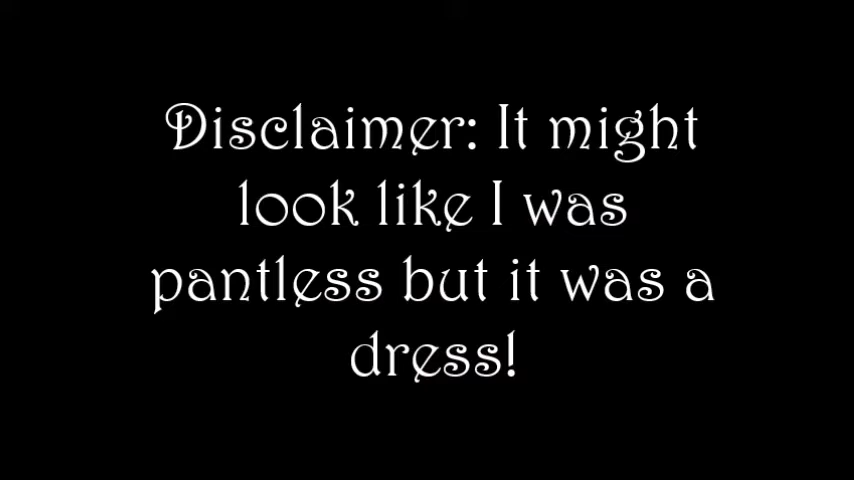 Disclaimer: It might
look like I was
pantless but it was a
dress!